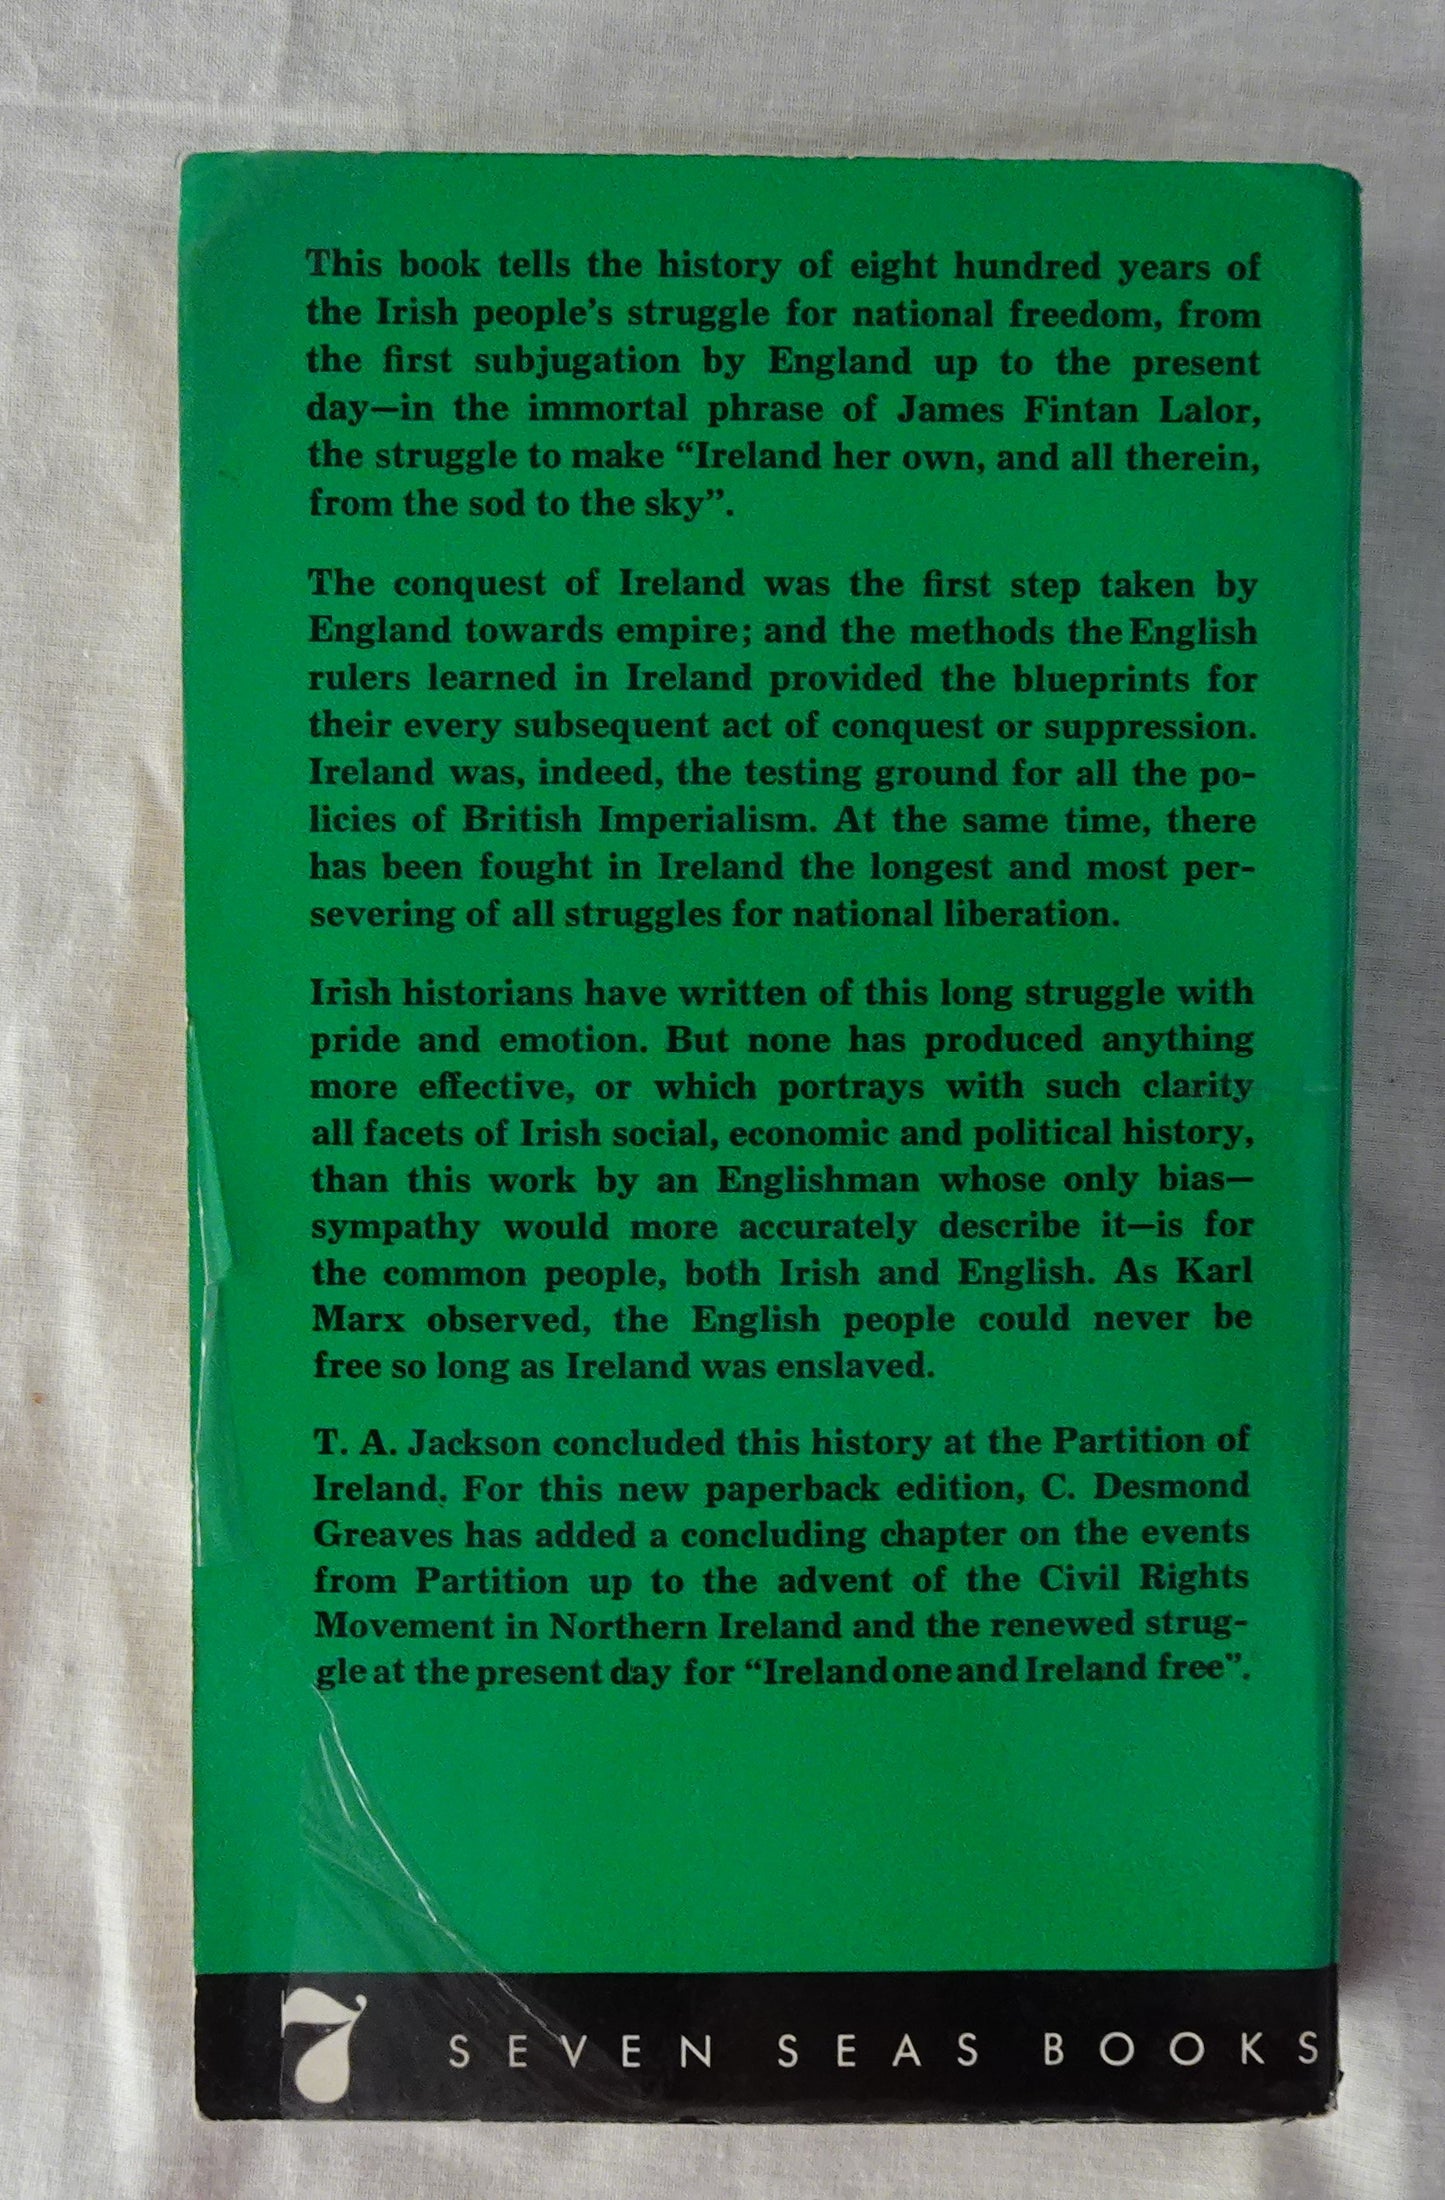 This book tells the history of eight hundred years of
the Irish people's struggle for national freedom, from
the first subjugation by England up to the present
day—in the immortal phrase of James Fintan Lalor,
the struggle to make “Ireland her own, and all therein,
from the sod to the sky”.
The conquest of Ireland was the first step taken by
England towards empire; and the methods the English
rulers learned in Ireland provided the blueprints for
their every subsequent act of conquest or suppression.
Ireland was, indeed, the testing ground for all the po-
licies of British Imperialism. At the same time, there
has been fought in Ireland the longest and most per-
severing of all struggles for national liberation.
Irish historians have written of this long struggle with
pride and emotion. But none has produced anything
more effective, or which portrays with such clarity
all facets of Irish social, economic and political history,
than this work by an Englishman whose only bias—
sympathy would more accurately describe it—is for
the common people, both Irish and English. As Karl
Marx observed, the English people could never be
free so long as Ireland was enslaved.
T. A. Jackson concluded this history at the Partition of
Ireland. For this new paperback edition, C. Desmond
Greaves has added a concluding chapter on the events
from Partition up to the advent of the Civil Rights
Movement in Northern Ireland and the renewed strug-
gle at the present day for “Ireland one and Ireland free”.
7 SEVEN SEAS BOOKS